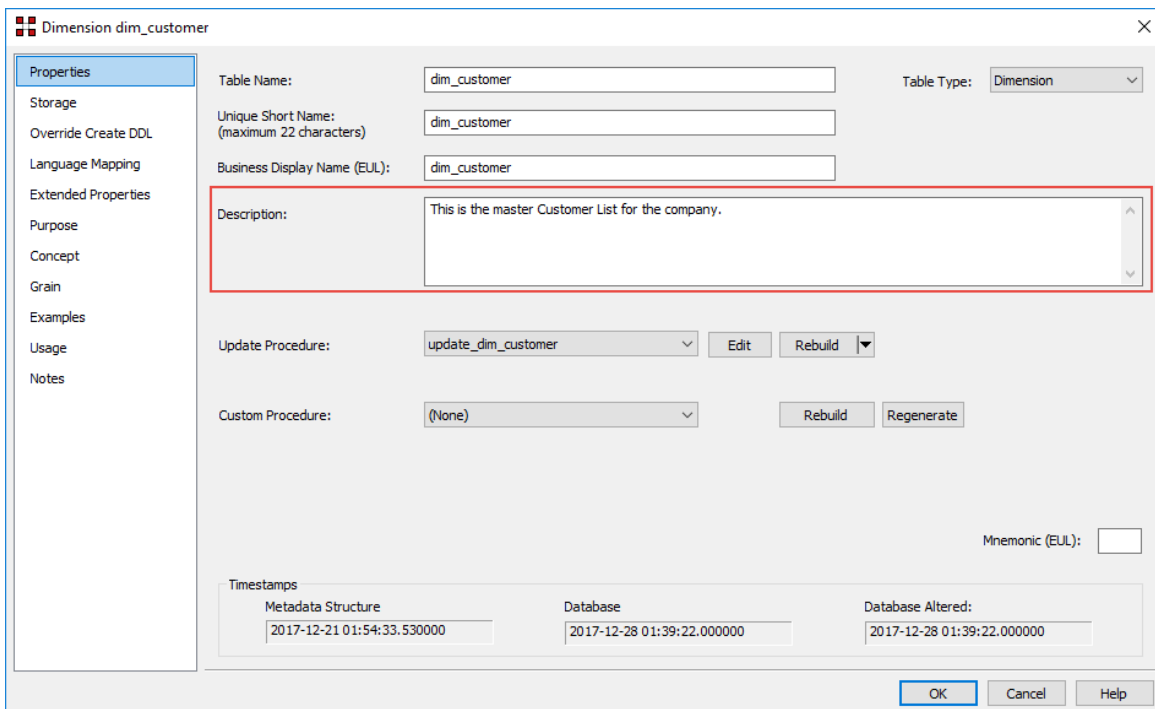 Dimension dim_customer
Properties
Storage
Override Create DDL
Language Mapping
Extended Properties
Purpose
Concept
Grain
Examples
Usage
Notes
Table Name: dim_customer Table Type: Dimension
Unique Short Name:
(maximum 22 characters) dim_customer
Business Display Name (EUL): dim_customer
Description: This is the master Customer List for the company.
Update Procedure: update_dim_customer Edit Rebuild
Custom Procedure: (None) Rebuild Regenerate
Mnemonic (EUL):
Timestamps
Metadata Structure Database Database Altered:
2017-12-21 01:54:33.530000 2017-12-28 01:39:22.000000 2017-12-28 01:39:22.000000
OK Cancel Help